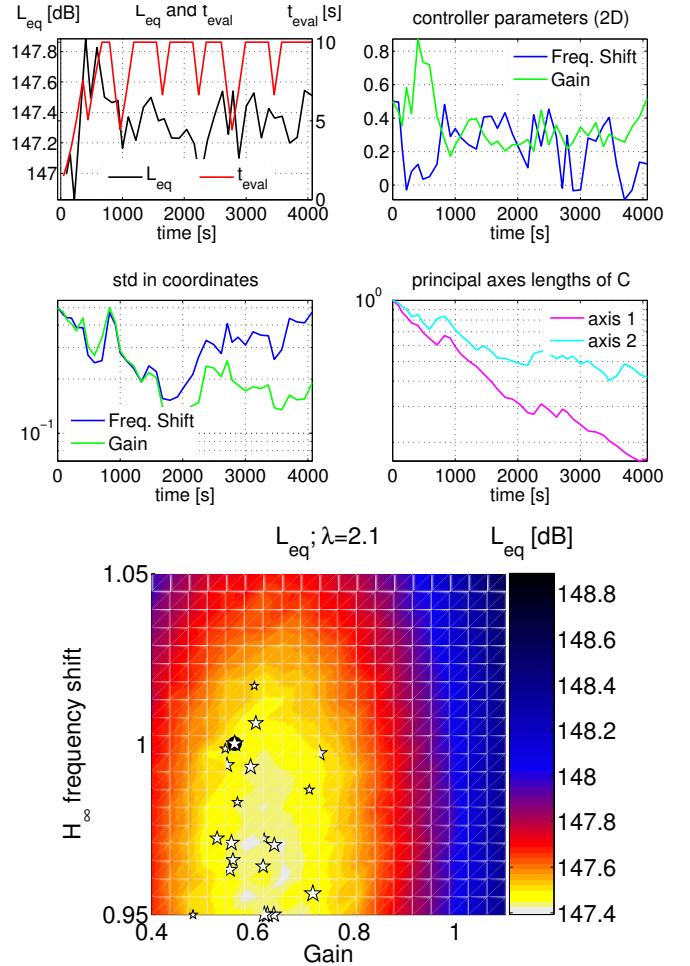 L_eq [dB] L_eq and t_eval t_eval [s]
147.8
147.6
147.4
147.2
147
10
5
0
L_eq t_eval
0 1000 2000 3000 4000
time [s]
controller parameters (2D)
0.8
0.6
0.4
0.2
0
Freq. Shift
Gain
0 1000 2000 3000 4000
time [s]
std in coordinates
10^-1
Freq. Shift
Gain
0 1000 2000 3000 4000
time [s]
principal axes lengths of C
10^0
axis 1
axis 2
0 1000 2000 3000 4000
time [s]
L_eq; λ=2.1 L_eq [dB]
1.05
1
0.95
H_∞ frequency shift
0.4 0.6 0.8 1
Gain
148.8
148.6
148.4
148.2
148
147.8
147.6
147.4